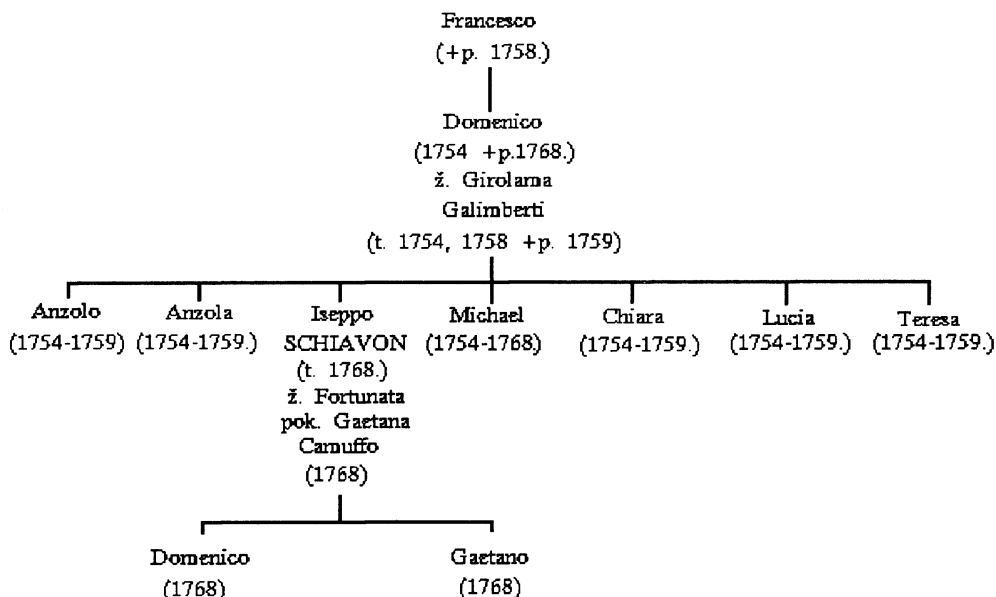 Francesco
(+p. 1758.)
Domenico
(1754 +p.1768.)
ž. Girolama
Galimberti
(t. 1754, 1758 +p. 1759)
Anzolo
(1754-1759)
Anzola
(1754-1759.)
Iseppo
SCHIAVON
(t. 1768.)
ž. Fortunata
pok. Gaetana
Camuffo
(1768)
Michael
(1754-1768)
Chiara
(1754-1759.)
Lucia
(1754-1759.)
Teresa
(1754-1759.)
Domenico
(1768)
Gaetano
(1768)